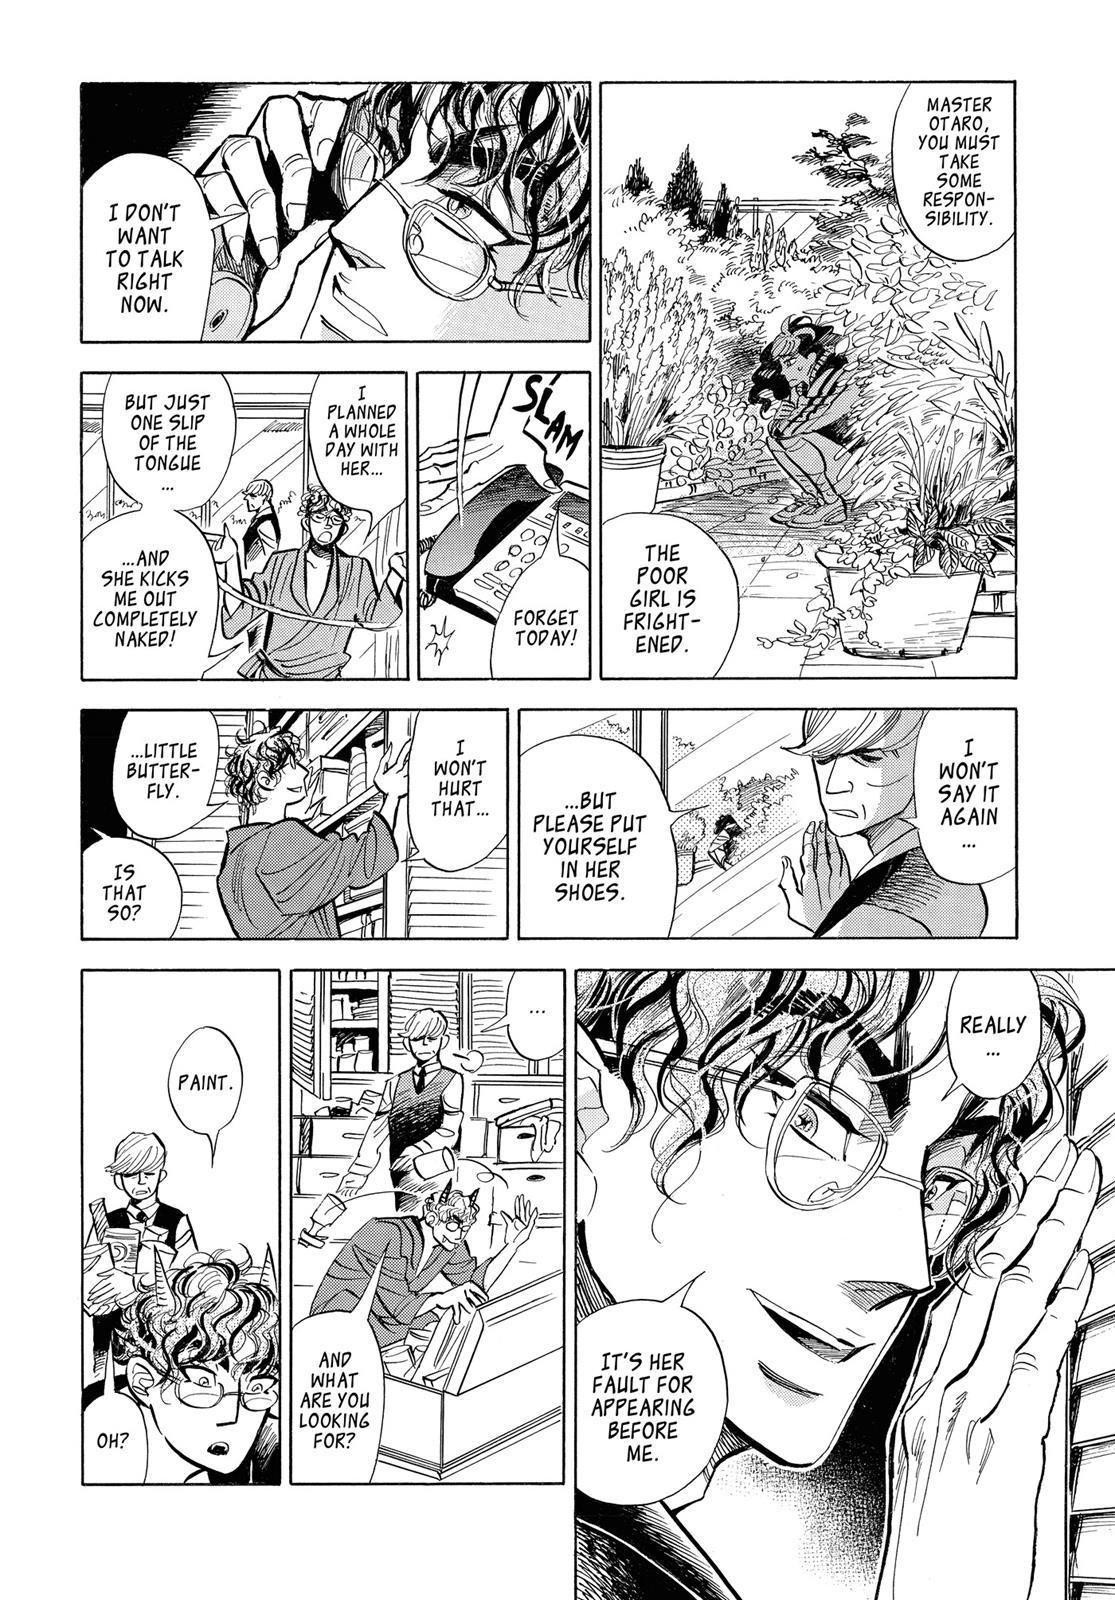 MASTER
OTARO,
YOU MUST
TAKE
SOME
RESPON-
SIBILITY.
THE
POOR
GIRL IS
FRIGHT-
ENED.
I DON'T
WANT
TO TALK
RIGHT
NOW.
SLAM
FORGET
TODAY!
I
PLANNED
A WHOLE
DAY WITH
HER...
BUT JUST
ONE SLIP
OF THE
TONGUE
...
...AND
SHE KICKS
ME OUT
COMPLETELY
NAKED!
I
WON'T
SAY IT
AGAIN
...
...BUT
PLEASE PUT
YOURSELF
IN HER
SHOES.
I
WON'T
HURT
THAT...
...LITTLE
BUTTER-
FLY.
IS
THAT
SO?
REALLY
...
IT'S HER
FAULT FOR
APPEARING
BEFORE
ME.
...
AND
WHAT
ARE YOU
LOOKING
FOR?
PAINT.
OH?